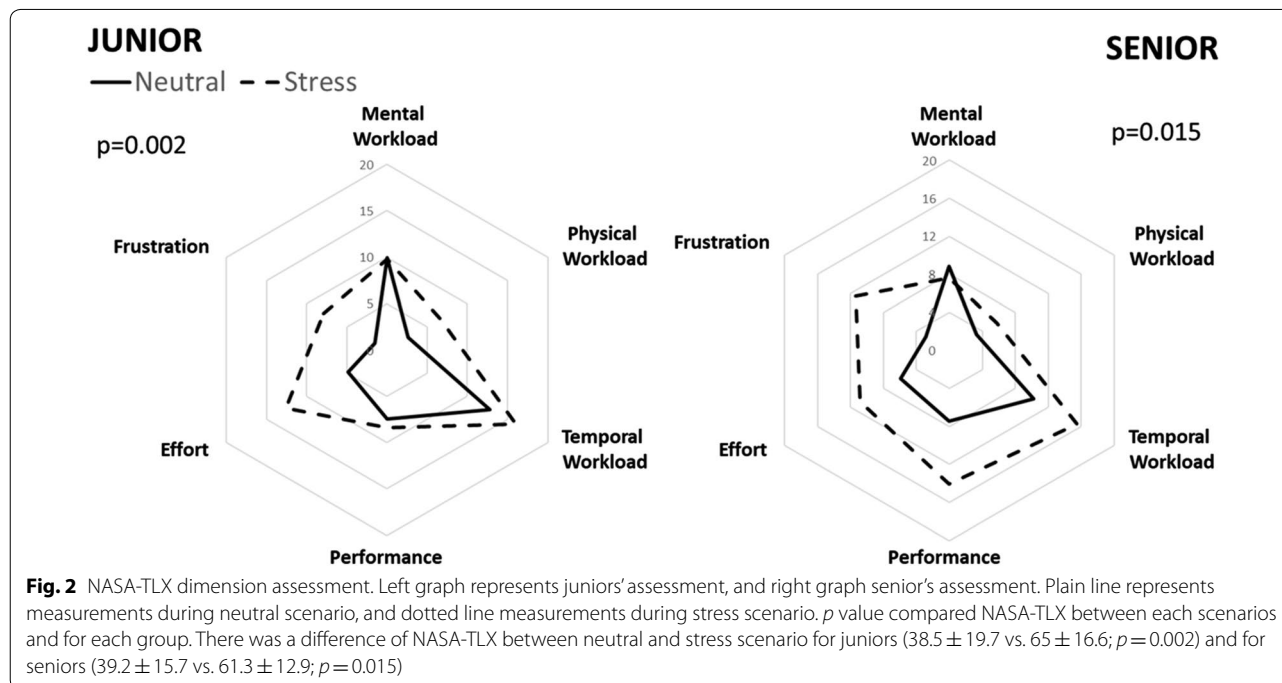 JUNIOR
SENIOR
Neutral
Stress
p=0.002
p=0.015
Mental
Workload
20
15
10
5
0
Physical
Workload
Temporal
Workload
Performance
Effort
Frustration
Mental
Workload
20
16
12
8
4
0
Physical
Workload
Temporal
Workload
Performance
Effort
Frustration
Fig. 2 NASA-TLX dimension assessment. Left graph represents juniors' assessment, and right graph senior's assessment. Plain line represents
measurements during neutral scenario, and dotted line measurements during stress scenario. p value compared NASA-TLX between each scenarios
and for each group. There was a difference of NASA-TLX between neutral and stress scenario for juniors (38.5 ± 19.7 vs. 65 ± 16.6; p = 0.002) and for
seniors (39.2 ± 15.7 vs. 61.3 ± 12.9; p = 0.015)